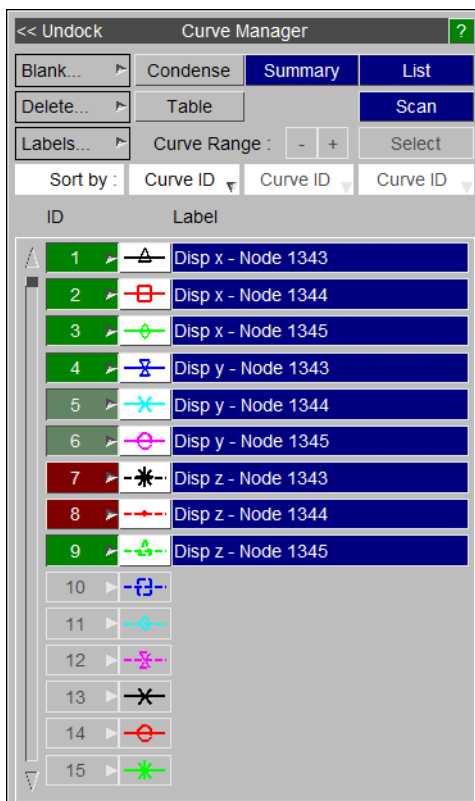 << Undock Curve Manager ?
Blank... Condense Summary List
Delete... Table Scan
Labels... Curve Range : - + Select
Sort by : Curve ID Curve ID Curve ID
ID Label
1 Disp x - Node 1343
2 Disp x - Node 1344
3 Disp x - Node 1345
4 Disp y - Node 1343
5 Disp y - Node 1344
6 Disp y - Node 1345
7 Disp z - Node 1343
8 Disp z - Node 1344
9 Disp z - Node 1345
10
11
12
13
14
15